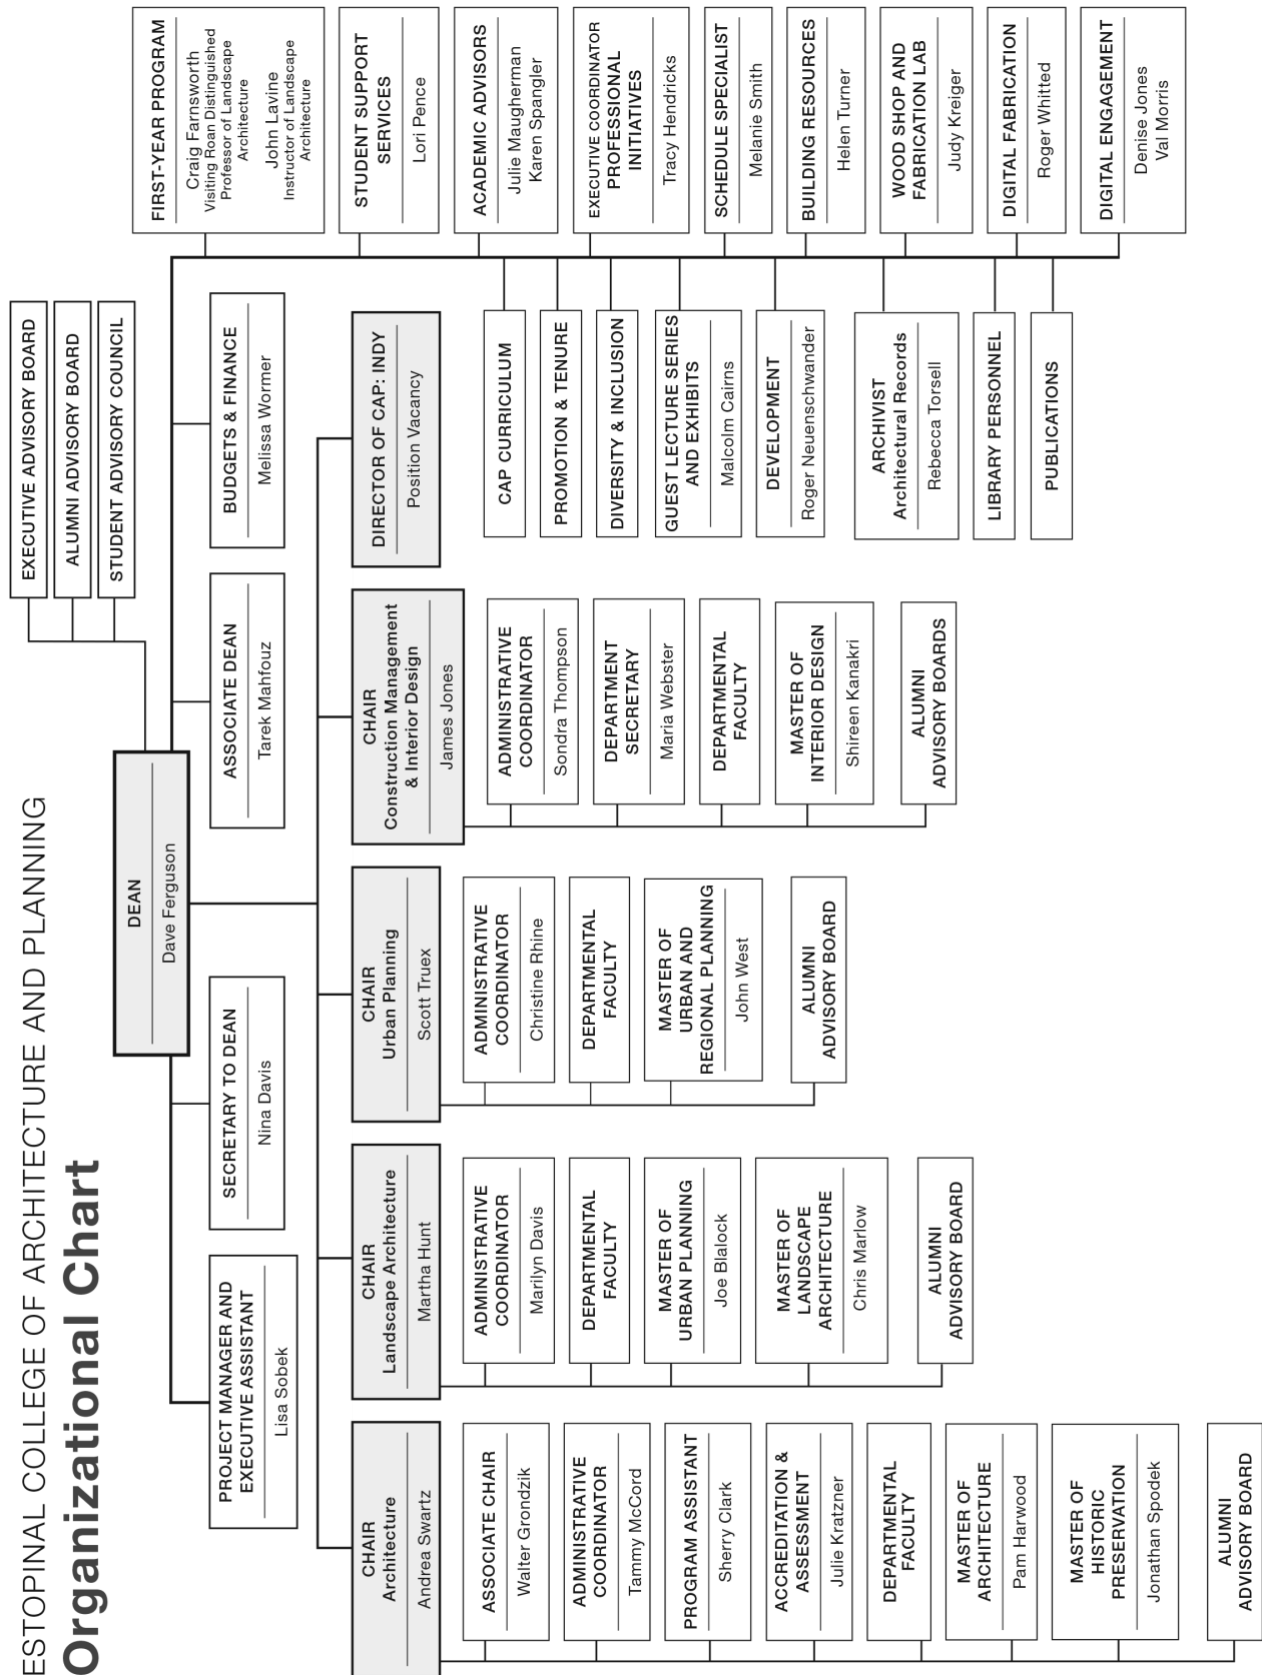 ESTOPINAL COLLEGE OF ARCHITECTURE AND PLANNING
Organizational Chart
EXECUTIVE ADVISORY BOARD
ALUMNI ADVISORY BOARD
STUDENT ADVISORY COUNCIL
DEAN
Dave Ferguson
PROJECT MANAGER AND
EXECUTIVE ASSISTANT
Lisa Sobek
SECRETARY TO DEAN
Nina Davis
ASSOCIATE DEAN
Tarek Mahfouz
BUDGETS & FINANCE
Melissa Wormer
CHAIR
Architecture
Andrea Swartz
ASSOCIATE CHAIR
Walter Grondzik
ADMINISTRATIVE
COORDINATOR
Tammy McCord
PROGRAM ASSISTANT
Sherry Clark
ACCREDITATION &
ASSESSMENT
Julie Kratzner
DEPARTMENTAL
FACULTY
MASTER OF
ARCHITECTURE
Pam Harwood
MASTER OF
HISTORIC
PRESERVATION
Jonathan Spodek
ALUMNI
ADVISORY BOARD
CHAIR
Landscape Architecture
Martha Hunt
ADMINISTRATIVE
COORDINATOR
Marilyn Davis
DEPARTMENTAL
FACULTY
MASTER OF
URBAN PLANNING
Joe Blalock
MASTER OF
LANDSCAPE
ARCHITECTURE
Chris Marlow
ALUMNI
ADVISORY BOARD
CHAIR
Urban Planning
Scott Truex
ADMINISTRATIVE
COORDINATOR
Christine Rhine
DEPARTMENTAL
FACULTY
MASTER OF
URBAN AND
REGIONAL PLANNING
John West
ALUMNI
ADVISORY BOARD
CHAIR
Construction Management
& Interior Design
James Jones
ADMINISTRATIVE
COORDINATOR
Sondra Thompson
DEPARTMENT
SECRETARY
Maria Webster
DEPARTMENTAL
FACULTY
MASTER OF
INTERIOR DESIGN
Shireen Kanakri
ALUMNI
ADVISORY BOARDS
DIRECTOR OF CAP: INDY
Position Vacancy
CAP CURRICULUM
PROMOTION & TENURE
DIVERSITY & INCLUSION
GUEST LECTURE SERIES
AND EXHIBITS
Malcolm Cairns
DEVELOPMENT
Roger Neuenschwander
ARCHIVIST
Architectural Records
Rebecca Torsell
LIBRARY PERSONNEL
PUBLICATIONS
FIRST-YEAR PROGRAM
Craig Farnsworth
Visiting Roan Distinguished
Professor of Landscape
Architecture
John Lavine
Instructor of Landscape
Architecture
STUDENT SUPPORT
SERVICES
Lori Pence
ACADEMIC ADVISORS
Julie Maugherman
Karen Spangler
EXECUTIVE COORDINATOR
PROFESSIONAL
INITIATIVES
Tracy Hendricks
SCHEDULE SPECIALIST
Melanie Smith
BUILDING RESOURCES
Helen Turner
WOOD SHOP AND
FABRICATION LAB
Judy Kreiger
DIGITAL FABRICATION
Roger Whitted
DIGITAL ENGAGEMENT
Denise Jones
Val Morris